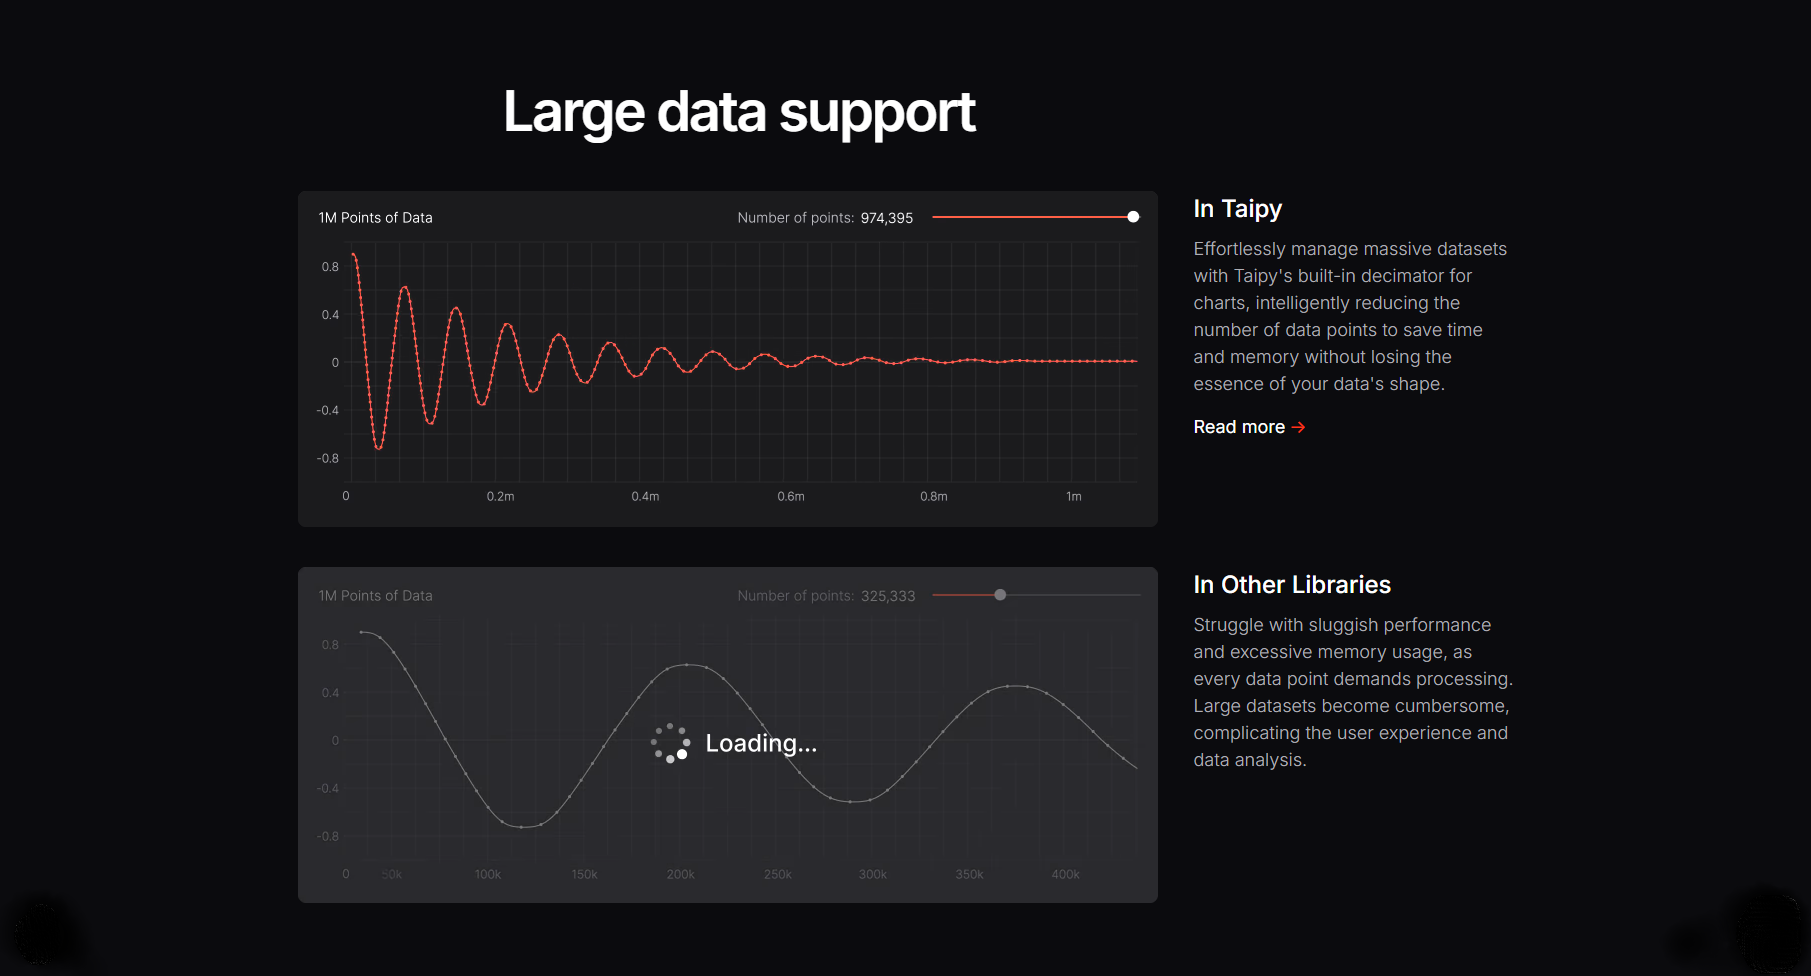 Large data support
1M Points of Data
Number of points: 974,395
0.8
0.4
0
-0.4
-0.8
0 0.2m 0.4m 0.6m 0.8m 1m
In Taipy
Effortlessly manage massive datasets
with Taipy's built-in decimator for
charts, intelligently reducing the
number of data points to save time
and memory without losing the
essence of your data's shape.
Read more →
1M Points of Data
Number of points: 325,333
0.8
0.4
0
-0.4
-0.8
0 50k 100k 150k 200k 250k 300k 350k 400k
Loading...
In Other Libraries
Struggle with sluggish performance
and excessive memory usage, as
every data point demands processing.
Large datasets become cumbersome,
complicating the user experience and
data analysis.